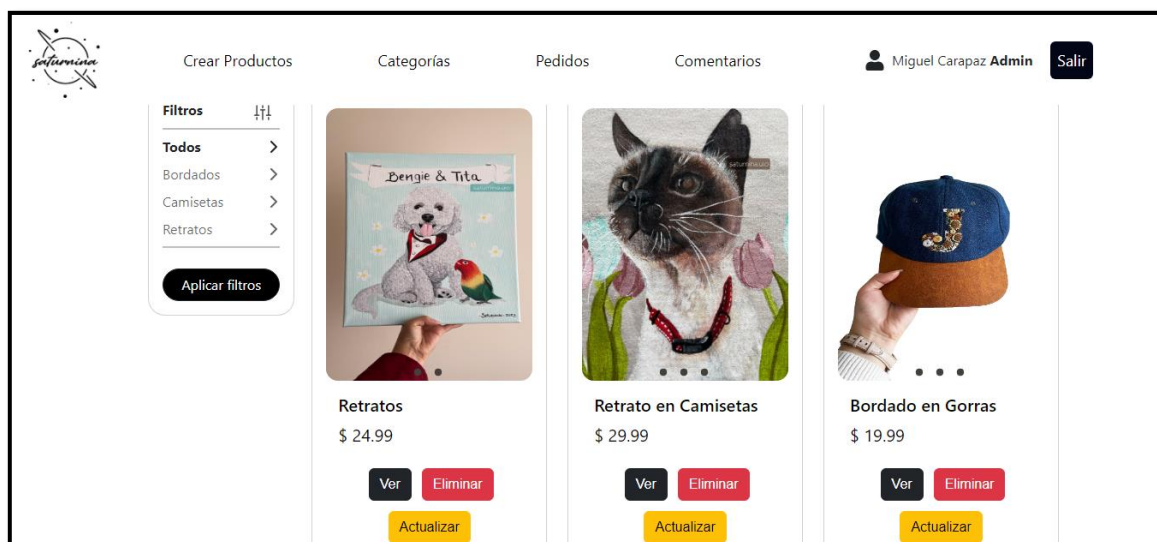 saturnina
Crear Productos
Categorías
Pedidos
Comentarios
Miguel Carapaz Admin
Salir
Filtros
Todos
Bordados
Camisetas
Retratos
Aplicar filtros
Bengie & Tita
saturnina.uio
J
Retratos
$ 24.99
Ver
Eliminar
Actualizar
Retrato en Camisetas
$ 29.99
Ver
Eliminar
Actualizar
Bordado en Gorras
$ 19.99
Ver
Eliminar
Actualizar